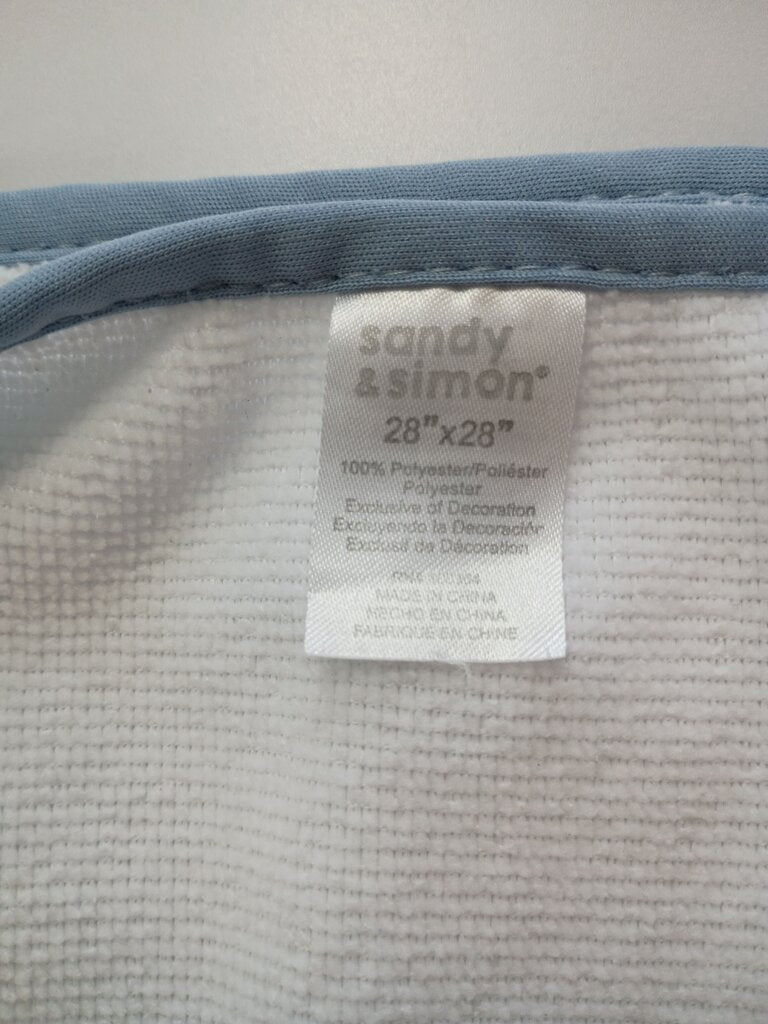 sandy
& simon®
28"x28"
100% Polyester/Poliéster
Polyester
Exclusive of Decoration
Excluyendo la Decoración
Exclusif de Décoration
MADE IN CHINA
HECHO EN CHINA
FABRIQUE EN CHINE